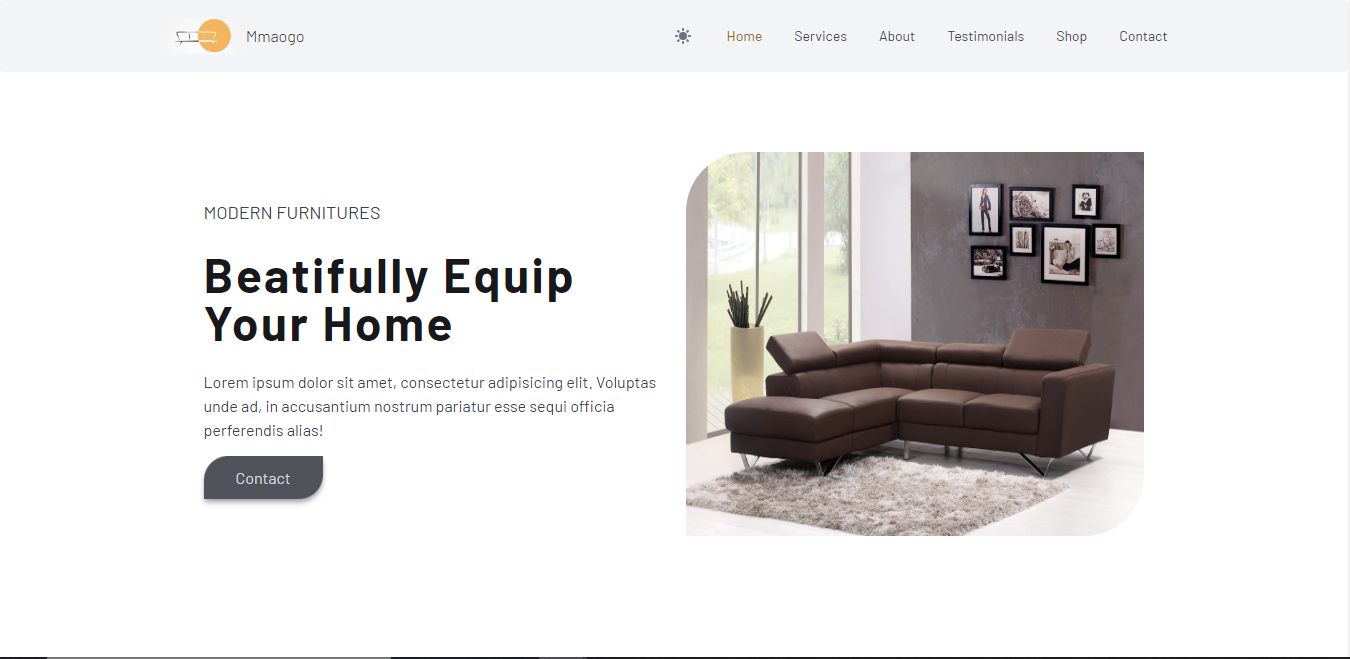 Mmaogo
Home Services About Testimonials Shop Contact
MODERN FURNITURES
Beatifully Equip
Your Home
Lorem ipsum dolor sit amet, consectetur adipisicing elit. Voluptas
unde ad, in accusantium nostrum pariatur esse sequi officia
perferendis alias!
Contact